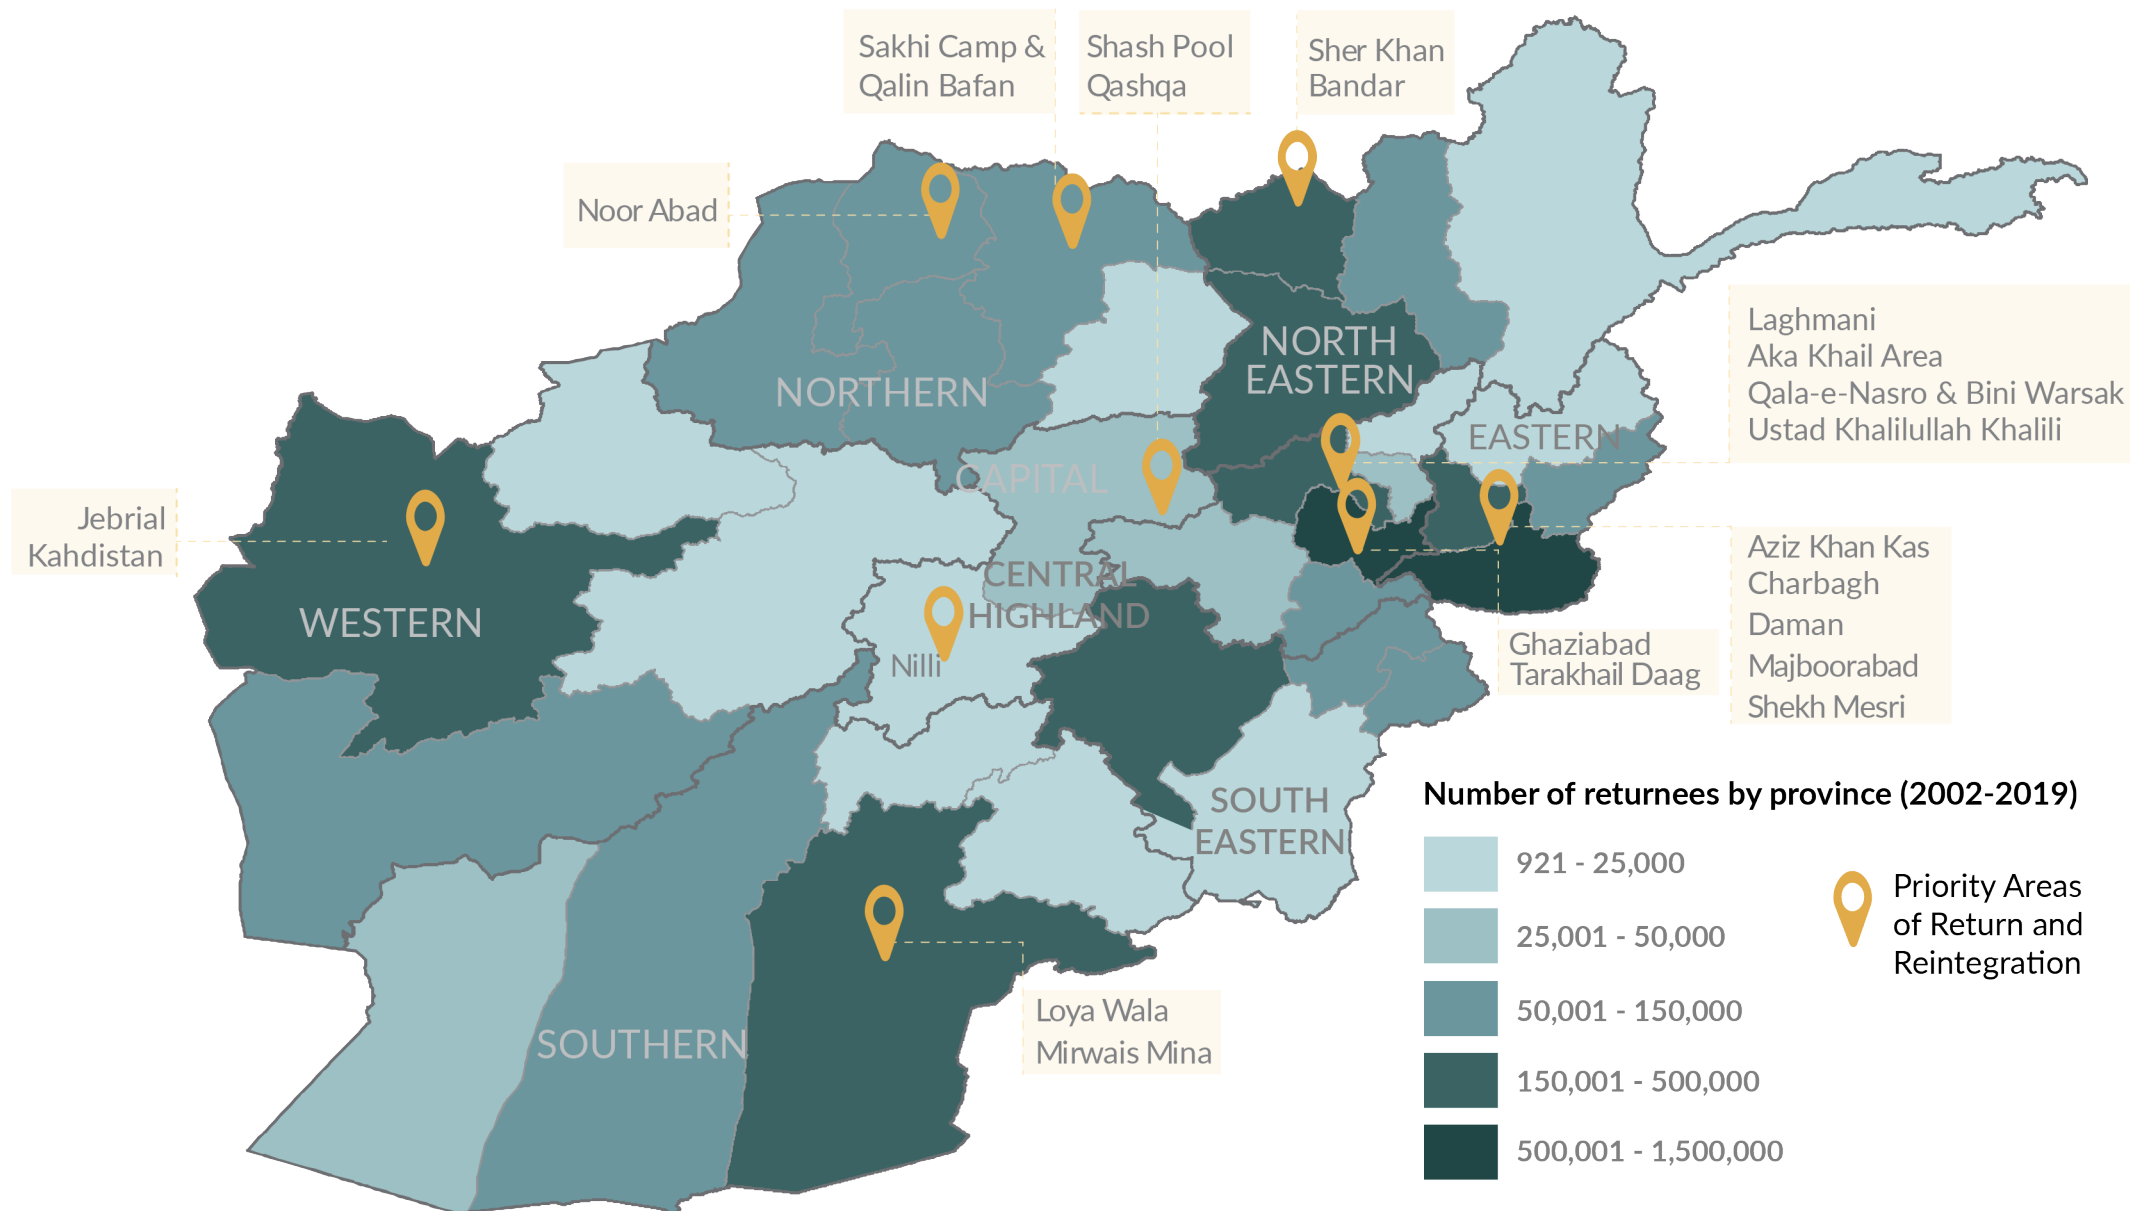 Sakhi Camp &
Qalin Bafan
Shash Pool
Qashqa
Sher Khan
Bandar
Noor Abad
Laghmani
Aka Khail Area
Qala-e-Nasro & Bini Warsak
Ustad Khalilullah Khalili
NORTH
EASTERN
NORTHERN
EASTERN
CAPITAL
Jebrial
Kahdistan
Aziz Khan Kas
Charbagh
Daman
Majboorabad
Shekh Mesri
CENTRAL
HIGHLAND
WESTERN
Nilli
Ghaziabad
Tarakhail Daag
SOUTH
EASTERN
Number of returnees by province (2002-2019)
921 - 25,000
25,001 - 50,000
50,001 - 150,000
150,001 - 500,000
500,001 - 1,500,000
Priority Areas
of Return and
Reintegration
Loya Wala
Mirwais Mina
SOUTHERN